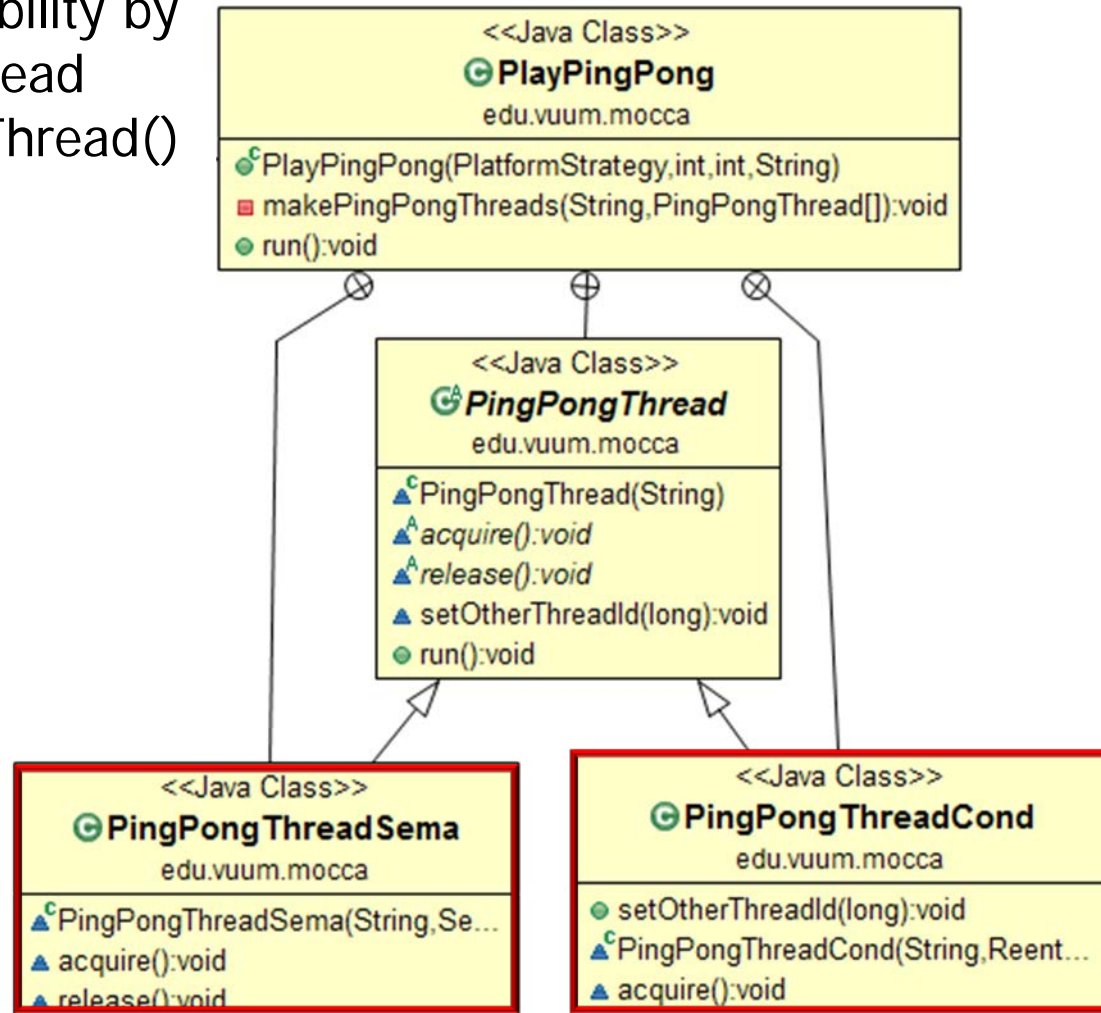 bility by
ead
Thread()
<<Java Class>>
PlayPingPong
edu.vuum.mocca
PlayPingPong(PlatformStrategy,int,int,String)
makePingPongThreads(String,PingPongThread[]):void
run():void
<<Java Class>>
PingPongThread
edu.vuum.mocca
PingPongThread(String)
acquire():void
release():void
setOtherThreadId(long):void
run():void
<<Java Class>>
PingPongThreadSema
edu.vuum.mocca
PingPongThreadSema(String,Se...
acquire():void
release():void
<<Java Class>>
PingPongThreadCond
edu.vuum.mocca
setOtherThreadId(long):void
PingPongThreadCond(String,Reent...
acquire():void